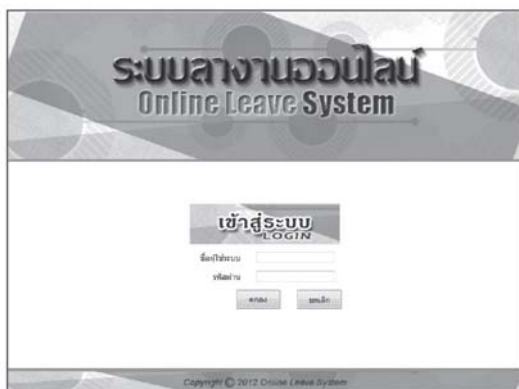 ระบบลางานออนไลน์
Online Leave System
เข้าสู่ระบบ
LOGIN
ชื่อผู้ใช้ระบบ
รหัสผ่าน
ตกลง ยกเลิก
Copyright © 2012 Online Leave System